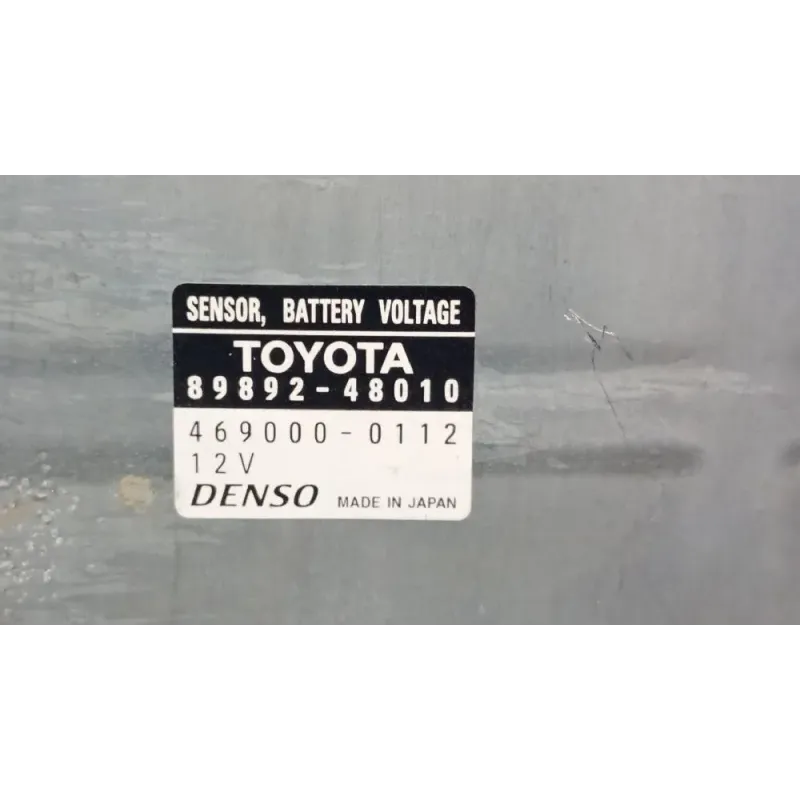 SENSOR, BATTERY VOLTAGE
TOYOTA
89892-48010
469000-0112
12V
DENSO MADE IN JAPAN